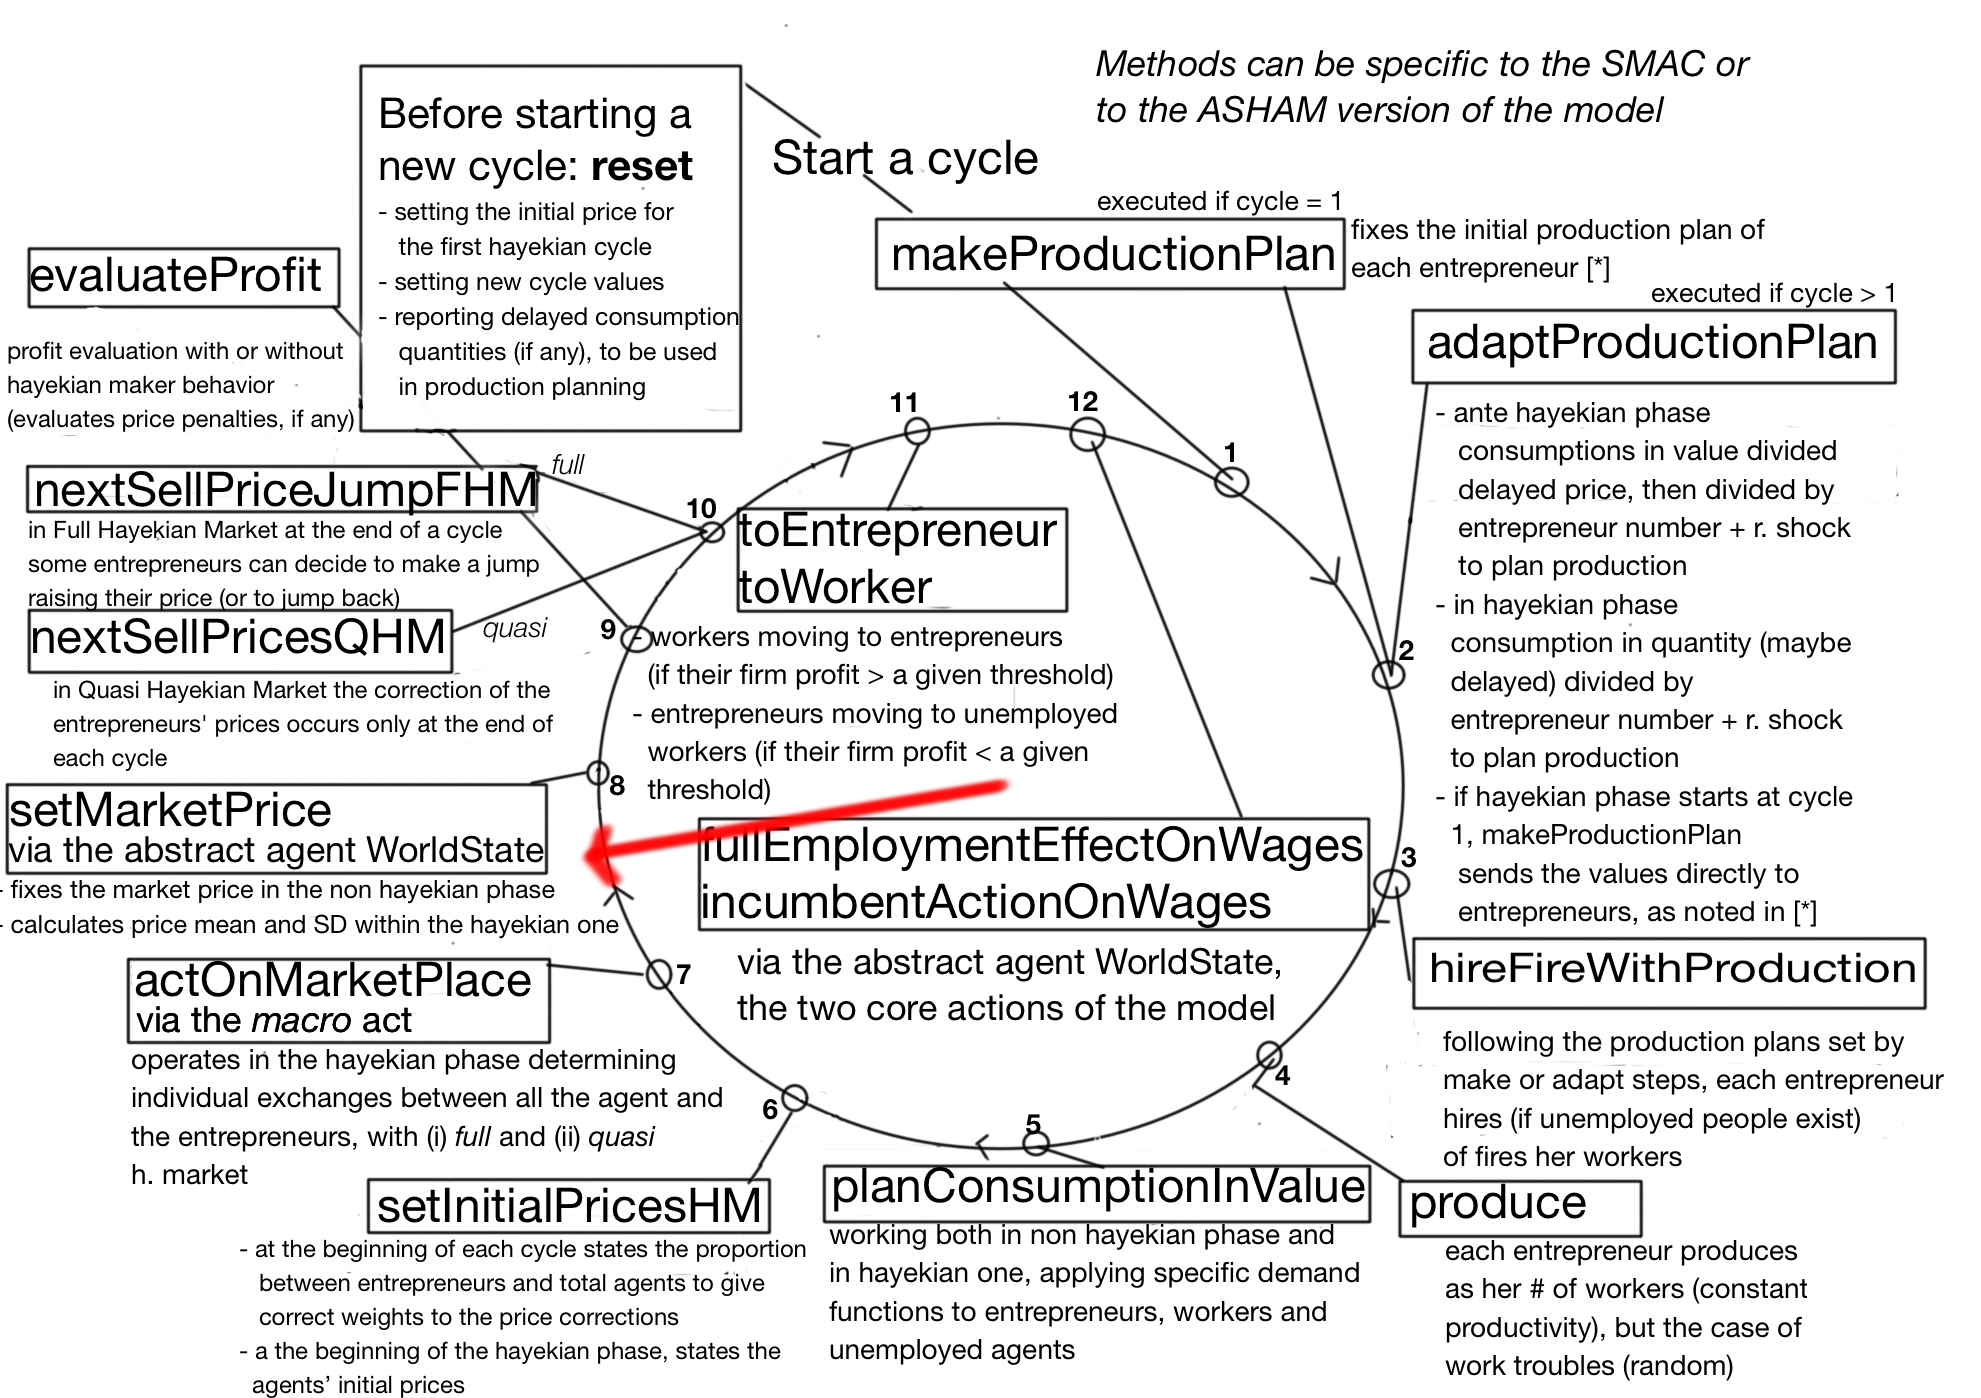 Methods can be specific to the SMAC or
to the ASHAM version of the model
Before starting a
new cycle: reset
- setting the initial price for
the first hayekian cycle
- setting new cycle values
- reporting delayed consumption
quantities (if any), to be used
in production planning
Start a cycle
executed if cycle = 1
makeProductionPlan
fixes the initial production plan of
each entrepreneur [*]
executed if cycle > 1
adaptProductionPlan
- ante hayekian phase
consumptions in value divided
delayed price, then divided by
entrepreneur number + r. shock
to plan production
- in hayekian phase
consumption in quantity (maybe
delayed) divided by
entrepreneur number + r. shock
to plan production
- if hayekian phase starts at cycle
1, makeProductionPlan
sends the values directly to
entrepreneurs, as noted in [*]
evaluateProfit
profit evaluation with or without
hayekian maker behavior
(evaluates price penalties, if any)
nextSellPriceJumpFHM
full
in Full Hayekian Market at the end of a cycle
some entrepreneurs can decide to make a jump
raising their price (or to jump back)
nextSellPricesQHM
quasi
in Quasi Hayekian Market the correction of the
entrepreneurs' prices occurs only at the end of
each cycle
11
12
1
10
2
9
8
3
7
4
6
5
toEntrepreneur
toWorker
- workers moving to entrepreneurs
(if their firm profit > a given threshold)
- entrepreneurs moving to unemployed
workers (if their firm profit < a given
threshold)
setMarketPrice
via the abstract agent WorldState
- fixes the market price in the non hayekian phase
- calculates price mean and SD within the hayekian one
fullEmploymentEffectOnWages
incumbentActionOnWages
via the abstract agent WorldState,
the two core actions of the model
hireFireWithProduction
following the production plans set by
make or adapt steps, each entrepreneur
hires (if unemployed people exist)
of fires her workers
actOnMarketPlace
via the macro act
operates in the hayekian phase determining
individual exchanges between all the agent and
the entrepreneurs, with (i) full and (ii) quasi
h. market
setInitialPricesHM
- at the beginning of each cycle states the proportion
between entrepreneurs and total agents to give
correct weights to the price corrections
- a the beginning of the hayekian phase, states the
agents’ initial prices
planConsumptionInValue
working both in non hayekian phase and
in hayekian one, applying specific demand
functions to entrepreneurs, workers and
unemployed agents
produce
each entrepreneur produces
as her # of workers (constant
productivity), but the case of
work troubles (random)